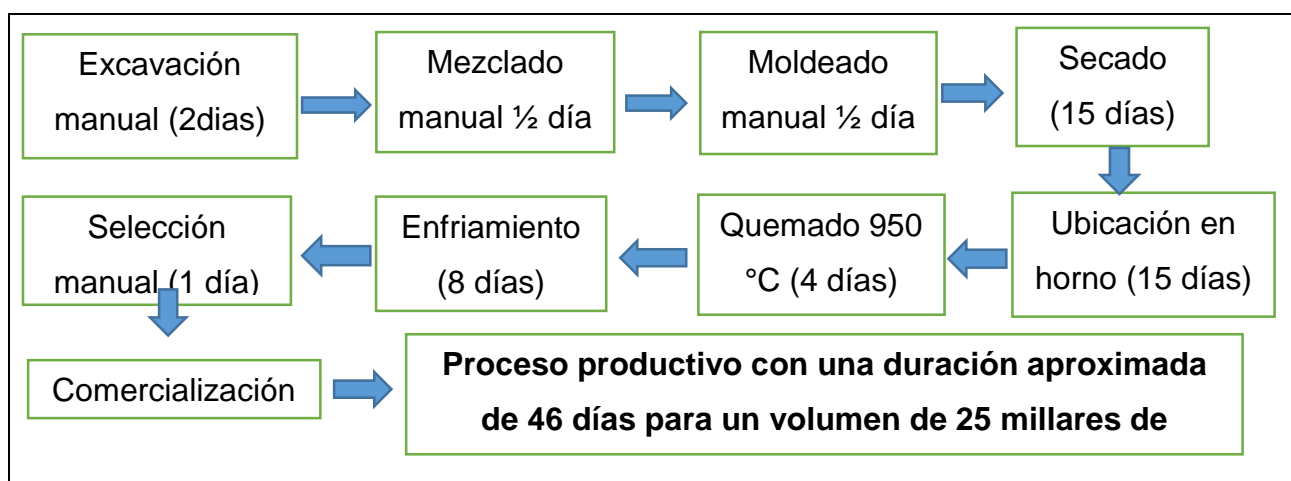 Excavación
manual (2dias)
Mezclado
manual ½ día
Moldeado
manual ½ día
Secado
(15 días)
Ubicación en
horno (15 días)
Quemado 950
°C (4 días)
Enfriamiento
(8 días)
Selección
manual (1 día)
Comercialización
Proceso productivo con una duración aproximada
de 46 días para un volumen de 25 millares de